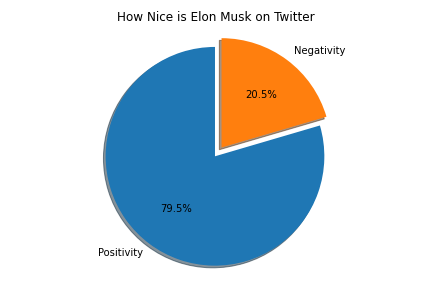 How Nice is Elon Musk on Twitter
Negativity
20.5%
79.5%
Positivity